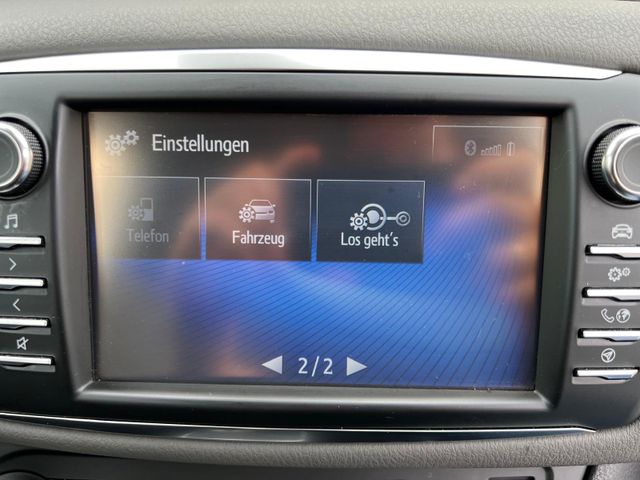 Einstellungen
Telefon
Fahrzeug
Los geht's
2/2